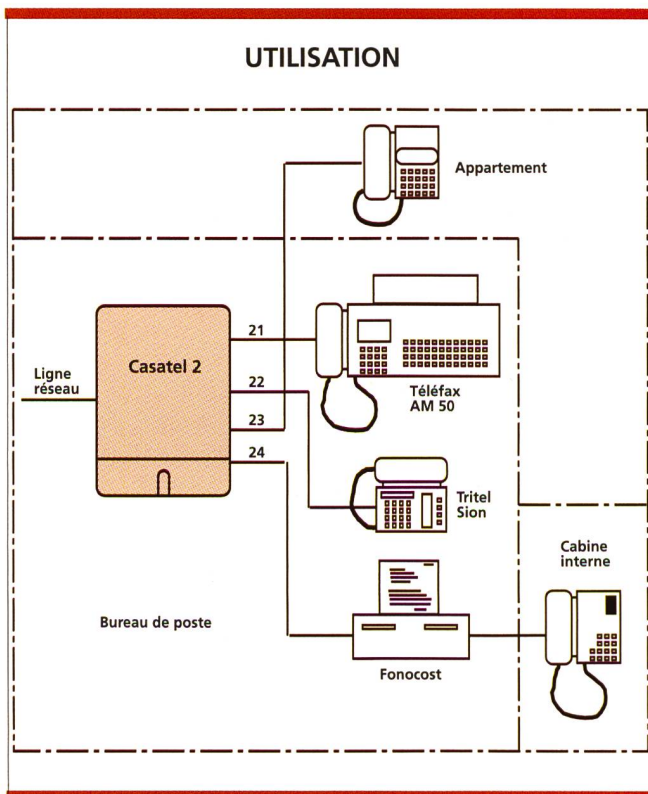 UTILISATION
Appartement
21
Ligne
réseau
Casatel 2
22
23
24
Téléfax
AM 50
Tritel
Sion
Cabine
interne
Bureau de poste
Fonocost